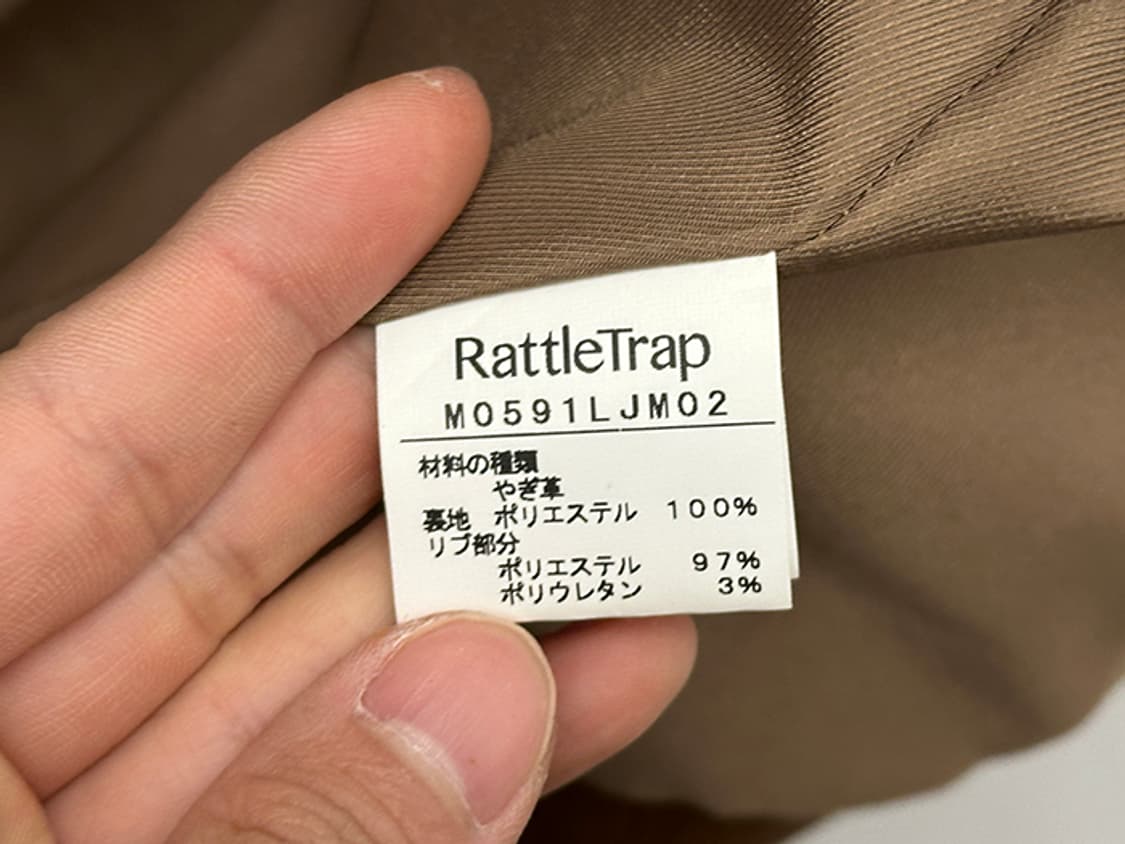 RattleTrap
M0591LJM02
材料の種類
やぎ革
裏地 ポリエステル 100%
リブ部分
ポリエステル 97%
ポリウレタン 3%